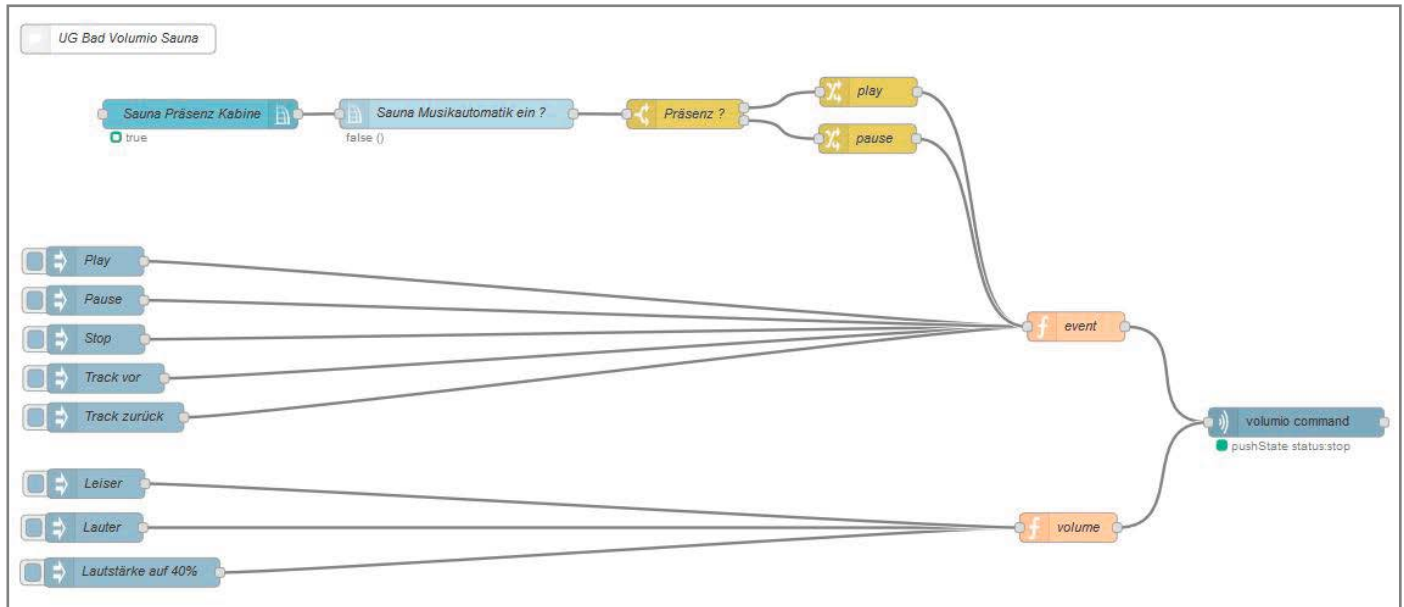 UG Bad Volumio Sauna
Sauna Präsenz Kabine
true
Sauna Musikautomatik ein ?
false ()
Präsenz ?
play
pause
Play
Pause
Stop
Track vor
Track zurück
event
volumio command
pushState status:stop
Leiser
Lauter
Lautstärke auf 40%
volume